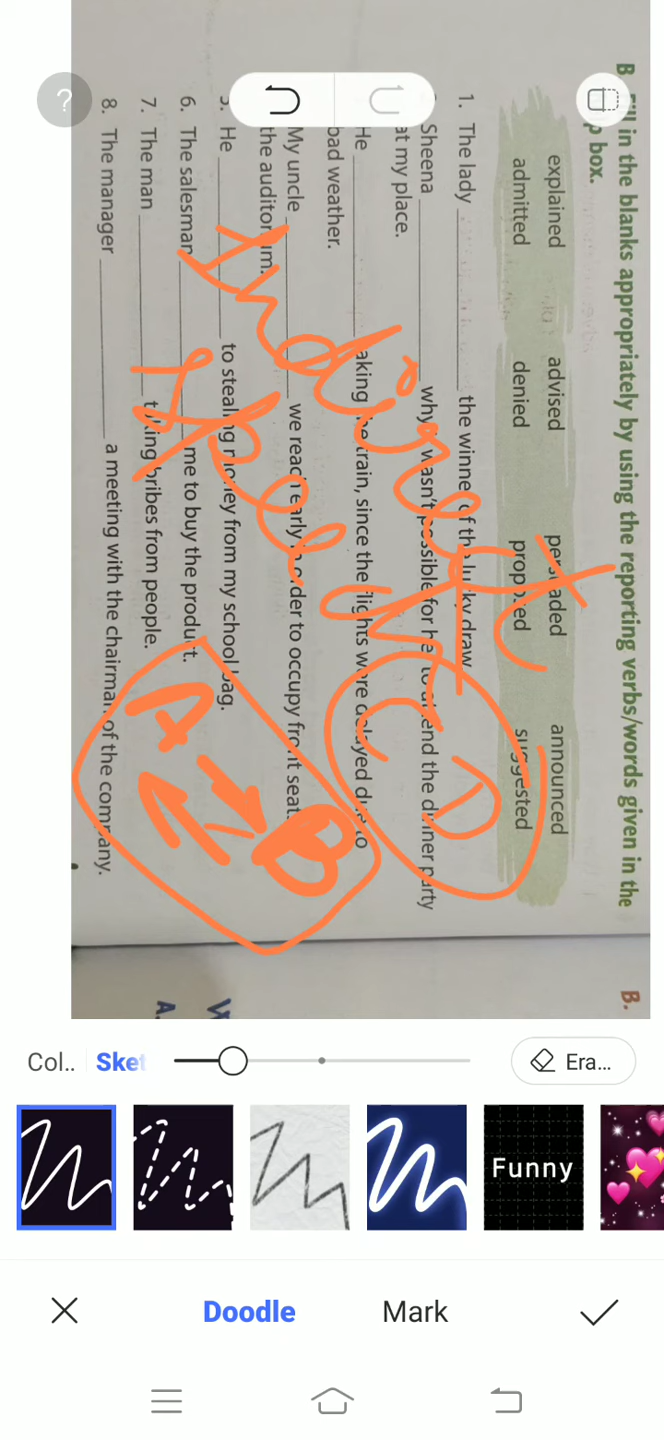 B. Fill in the blanks appropriately by using the reporting verbs/words given in the
box.
explained advised persuaded announced
admitted denied proposed suggested
1. The lady the winner of the lucky draw.
Sheena why wasn't possible for her to attend the dinner party
at my place.
He taking the train, since the flights were delayed due to
bad weather.
My uncle we reach early in order to occupy front seats
the auditorium.
5. He to stealing money from my school bag.
6. The salesman me to buy the product.
7. The man taking bribes from people.
8. The manager a meeting with the chairman of the company.
B.
A.
Indirect
Speech
C D
A B
?
Col.. Sket Era...
Funny
Doodle Mark